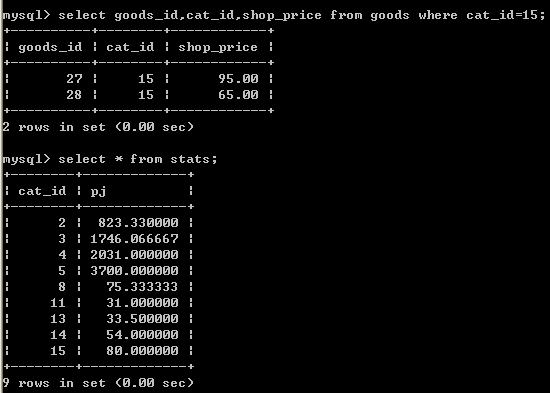 mysql> select goods_id,cat_id,shop_price from goods where cat_id=15;
+----------+--------+------------+
| goods_id | cat_id | shop_price |
+----------+--------+------------+
|       27 |     15 |      95.00 |
|       28 |     15 |      65.00 |
+----------+--------+------------+
2 rows in set (0.00 sec)
mysql> select * from stats;
+--------+-------------+
| cat_id | pj          |
+--------+-------------+
|      2 |  823.330000 |
|      3 | 1746.066667 |
|      4 | 2031.000000 |
|      5 | 3700.000000 |
|      8 |   75.333333 |
|     11 |   31.000000 |
|     13 |   33.500000 |
|     14 |   54.000000 |
|     15 |   80.000000 |
+--------+-------------+
9 rows in set (0.00 sec)